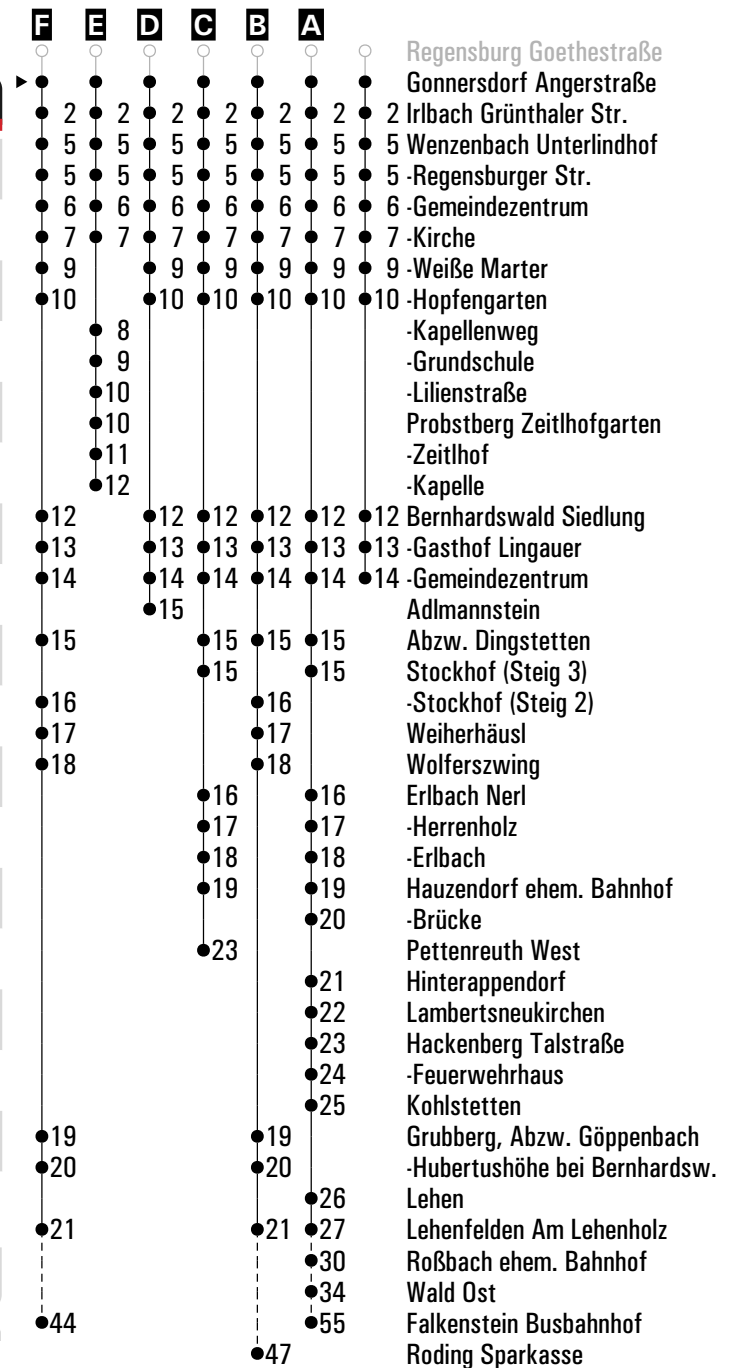 F E D C B A
Regensburg Goethestraße
Gonnersdorf Angerstraße
2 2 2 2 2 2 2 Irlbach Grünthaler Str.
5 5 5 5 5 5 5 Wenzenbach Unterlindhof
5 5 5 5 5 5 5 -Regensburger Str.
6 6 6 6 6 6 6 -Gemeindezentrum
7 7 7 7 7 7 7 -Kirche
9 9 9 9 9 9 -Weiße Marter
10 10 10 10 10 10 -Hopfengarten
8 -Kapellenweg
9 -Grundschule
10 -Lilienstraße
10 Probstberg Zeitlhofgarten
11 -Zeitlhof
12 -Kapelle
12 12 12 12 12 12 Bernhardswald Siedlung
13 13 13 13 13 13 -Gasthof Lingauer
14 14 14 14 14 14 -Gemeindezentrum
15 Adlmannstein
15 15 15 15 Abzw. Dingstetten
15 15 Stockhof (Steig 3)
16 16 -Stockhof (Steig 2)
17 17 Weiherhäusl
18 18 Wolferszwing
16 16 Erlbach Nerl
17 17 -Herrenholz
18 18 -Erlbach
19 19 Hauzendorf ehem. Bahnhof
20 -Brücke
23 Pettenreuth West
21 Hinterappendorf
22 Lambertsneukirchen
23 Hackenberg Talstraße
24 -Feuerwehrhaus
25 Kohlstetten
19 19 Grubberg, Abzw. Göppenbach
20 20 -Hubertushöhe bei Bernhardsw.
26 Lehen
21 21 27 Lehenfelden Am Lehenholz
30 Roßbach ehem. Bahnhof
34 Wald Ost
44 55 Falkenstein Busbahnhof
47 Roding Sparkasse